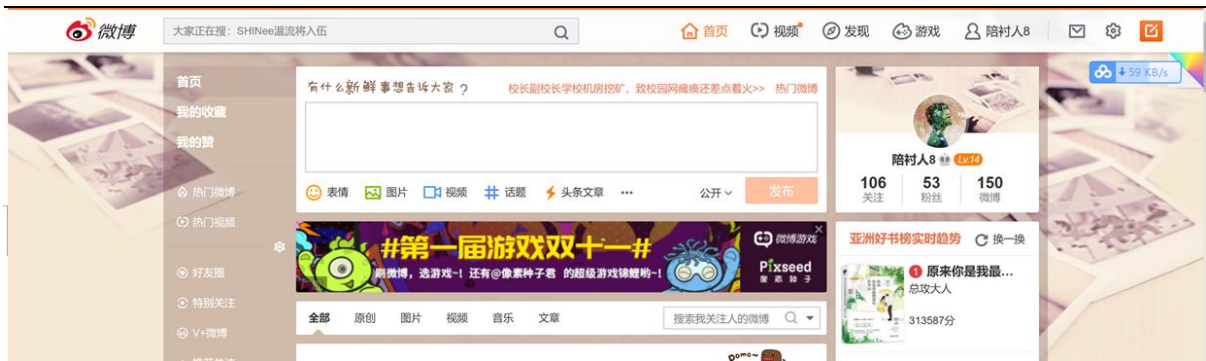 微博
大家正在搜：SHINee温流将入伍
首页 视频 发现 游戏 陪衬人8
59 KB/s
首页
我的收藏
我的赞
热门微博
热门视频
好友圈
特别关注
V+微博
有什么新鲜事想告诉大家？
校长副校长学校机房挖矿，致校园网瘫痪还差点着火>> 热门微博
表情 图片 视频 话题 头条文章 ···
公开 发布
#第一届游戏双十一#
刷微博，选游戏~！还有@像素种子君 的超级游戏锦鲤哟~！
微博游戏
Pixseed
像素种子
全部 原创 图片 视频 音乐 文章
搜索我关注人的微博
Domo~
陪衬人8 Lv.14
106 53 150
关注 粉丝 微博
亚洲好书榜实时趋势 换一换
1 原来你是我最...
总攻大人
313587分